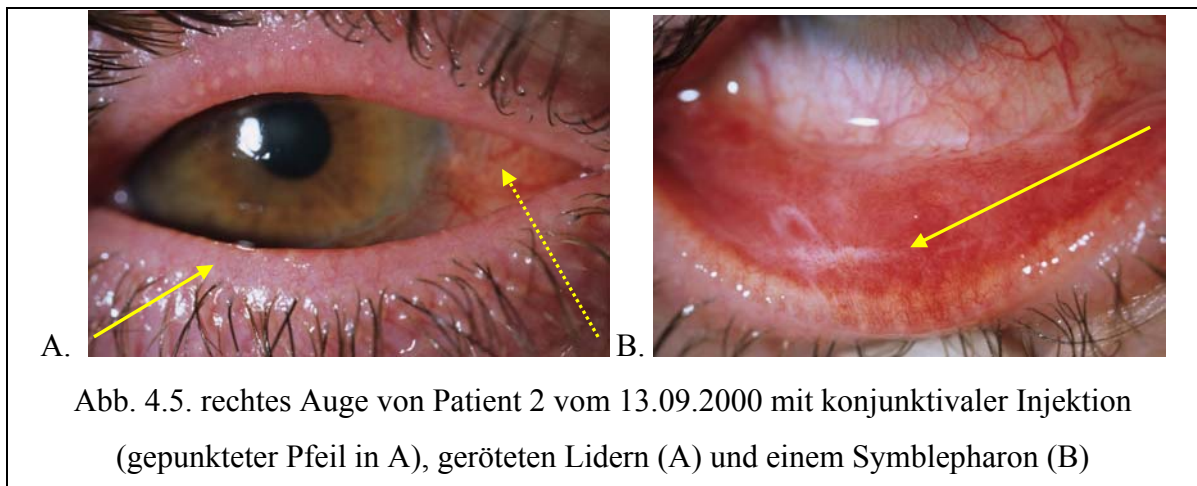 A. B.
Abb. 4.5. rechtes Auge von Patient 2 vom 13.09.2000 mit konjunktivaler Injektion
(gepunkteter Pfeil in A), geröteten Lidern (A) und einem Symblepharon (B)